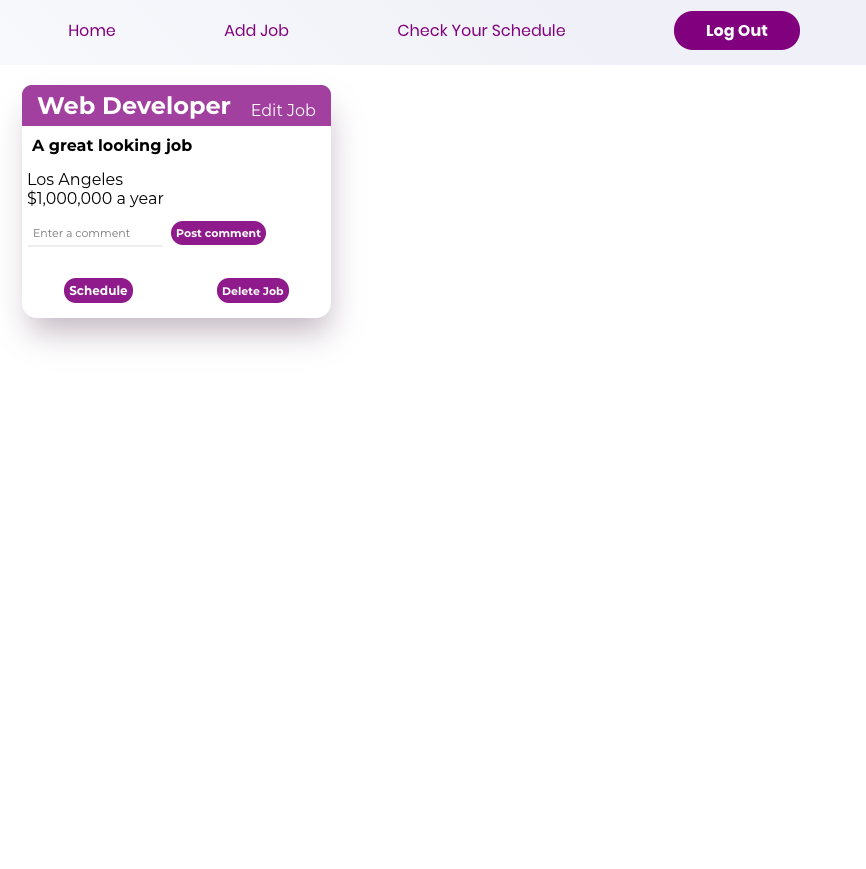 Home Add Job Check Your Schedule Log Out
Web Developer Edit Job
A great looking job
Los Angeles
$1,000,000 a year
Enter a comment Post comment
Schedule Delete Job